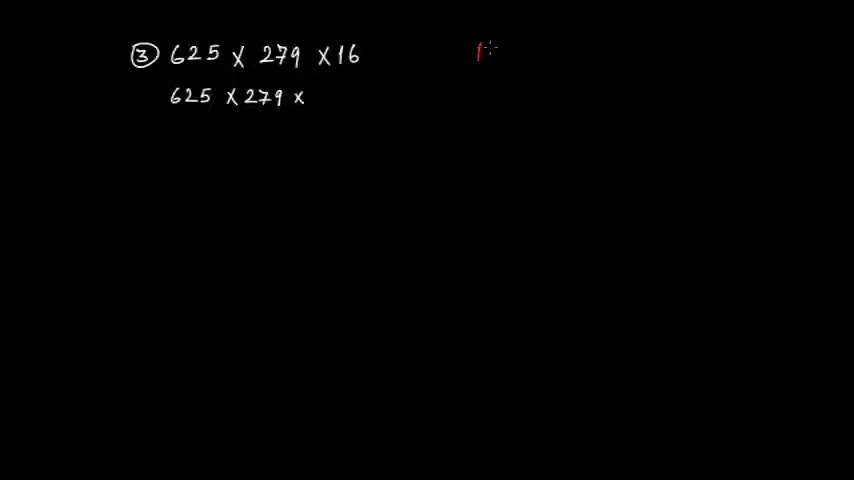 ③ 625 × 279 × 16
625 × 279 ×